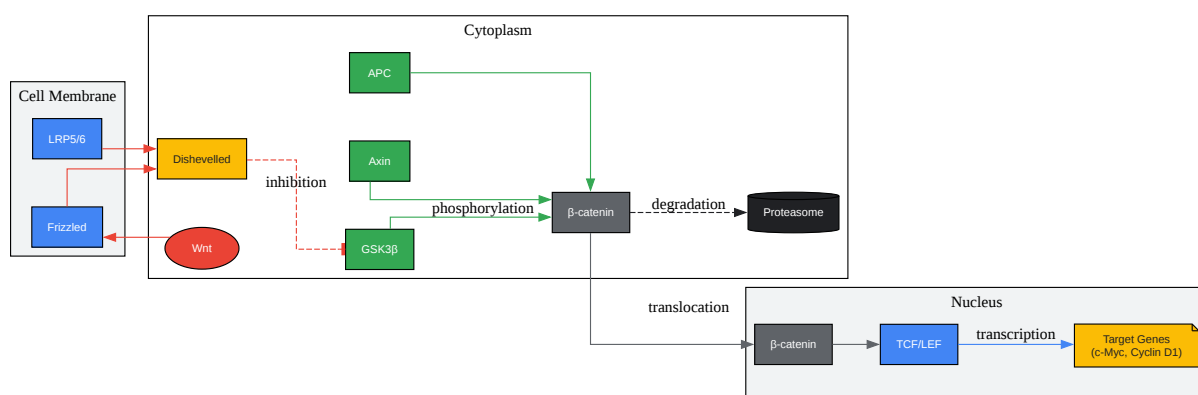 Cytoplasm
APC
Cell Membrane
LRP5/6
Dishevelled
Axin
inhibition
phosphorylation
β-catenin
degradation
Proteasome
Frizzled
Wnt
GSK3β
translocation
Nucleus
β-catenin
TCF/LEF
transcription
Target Genes
(c-Myc, Cyclin D1)